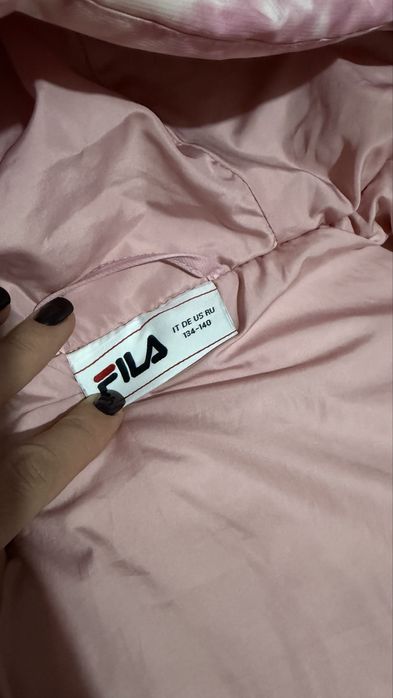 FILA
IT DE US RU
134-140